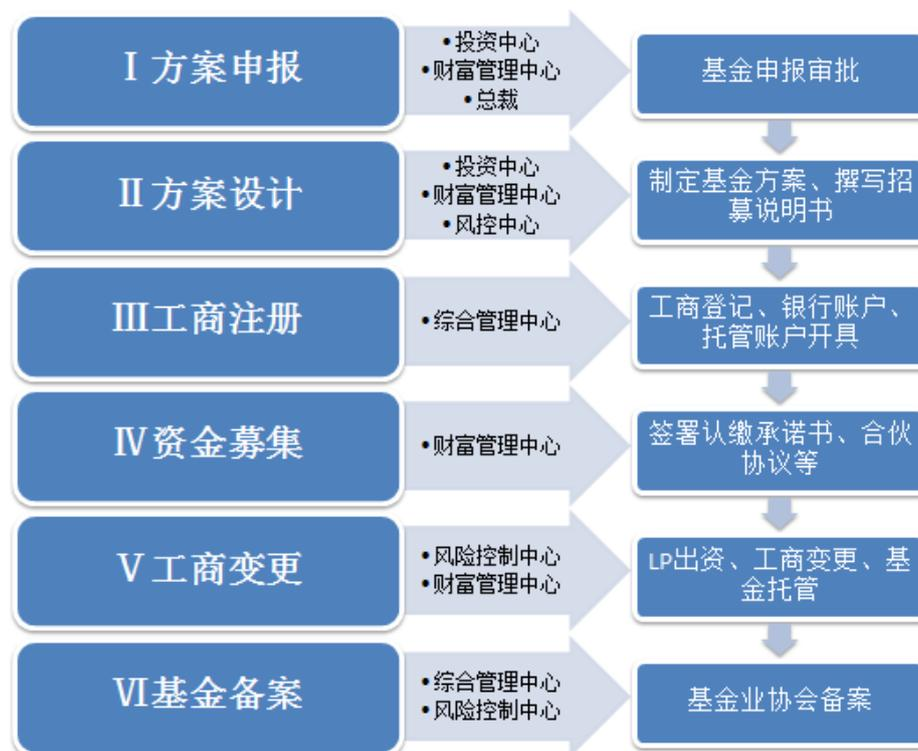 Ⅰ方案申报
•投资中心
•财富管理中心
•总裁
基金申报审批
Ⅱ方案设计
•投资中心
•财富管理中心
•风控中心
制定基金方案、撰写招
募说明书
Ⅲ工商注册
•综合管理中心
工商登记、银行账户、
托管账户开具
Ⅳ资金募集
•财富管理中心
签署认缴承诺书、合伙
协议等
Ⅴ工商变更
•风险控制中心
•财富管理中心
LP出资、工商变更、基
金托管
Ⅵ基金备案
•综合管理中心
•风险控制中心
基金业协会备案